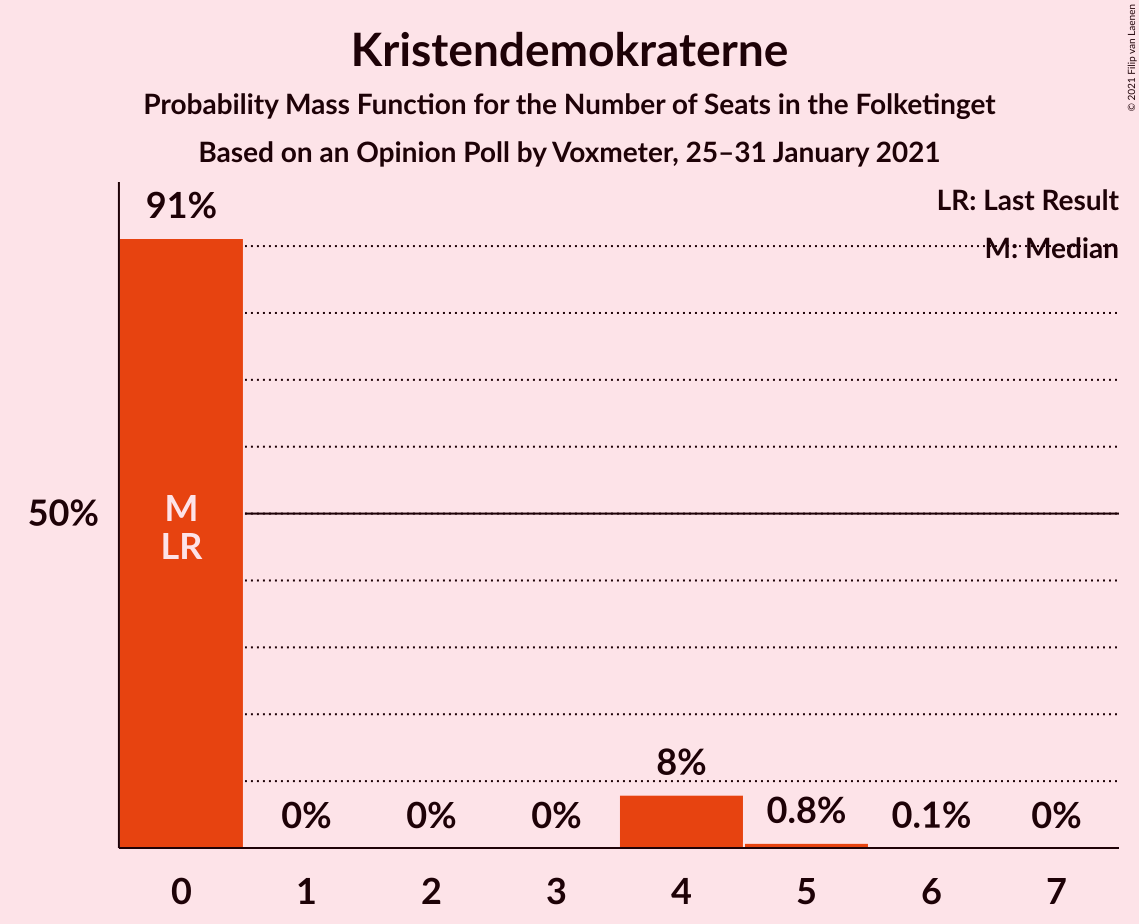 Kristendemokraterne
Probability Mass Function for the Number of Seats in the Folketinget
Based on an Opinion Poll by Voxmeter, 25–31 January 2021
© 2021 Filip van Laenen
LR: Last Result
M: Median
91%
50%
M
LR
0%
0%
0%
8%
0.8%
0.1%
0%
0
1
2
3
4
5
6
7